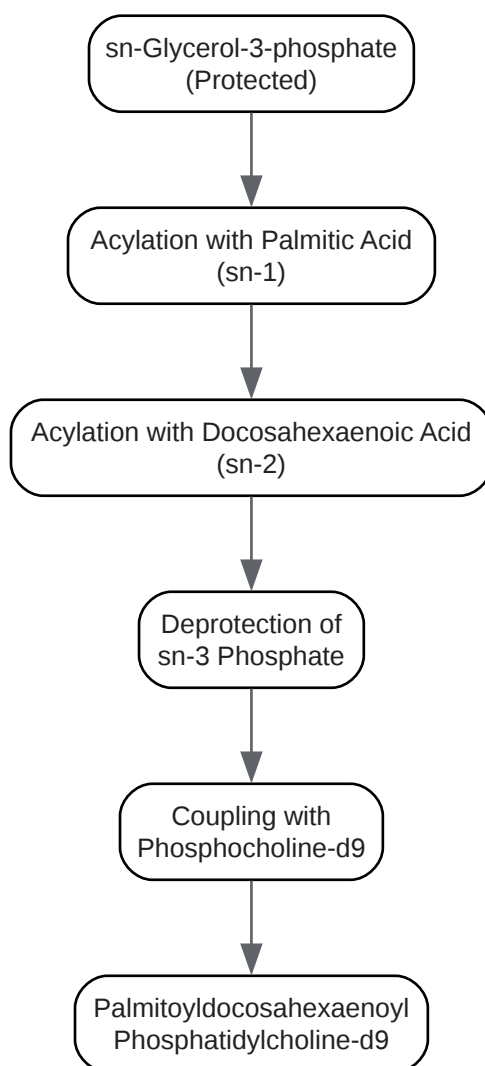 sn-Glycerol-3-phosphate
(Protected)
Acylation with Palmitic Acid
(sn-1)
Acylation with Docosahexaenoic Acid
(sn-2)
Deprotection of
sn-3 Phosphate
Coupling with
Phosphocholine-d9
Palmitoyldocosahexaenoyl
Phosphatidylcholine-d9